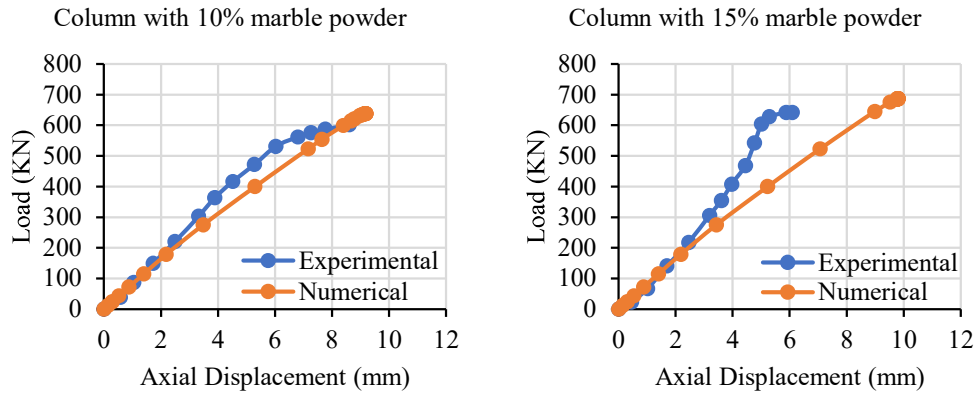 Column with 10% marble powder
800
700
600
500
400
300
200
100
0
Load (KN)
Experimental
Numerical
0 2 4 6 8 10 12
Axial Displacement (mm)
Column with 15% marble powder
800
700
600
500
400
300
200
100
0
Load (KN)
Experimental
Numerical
0 2 4 6 8 10 12
Axial Displacement (mm)